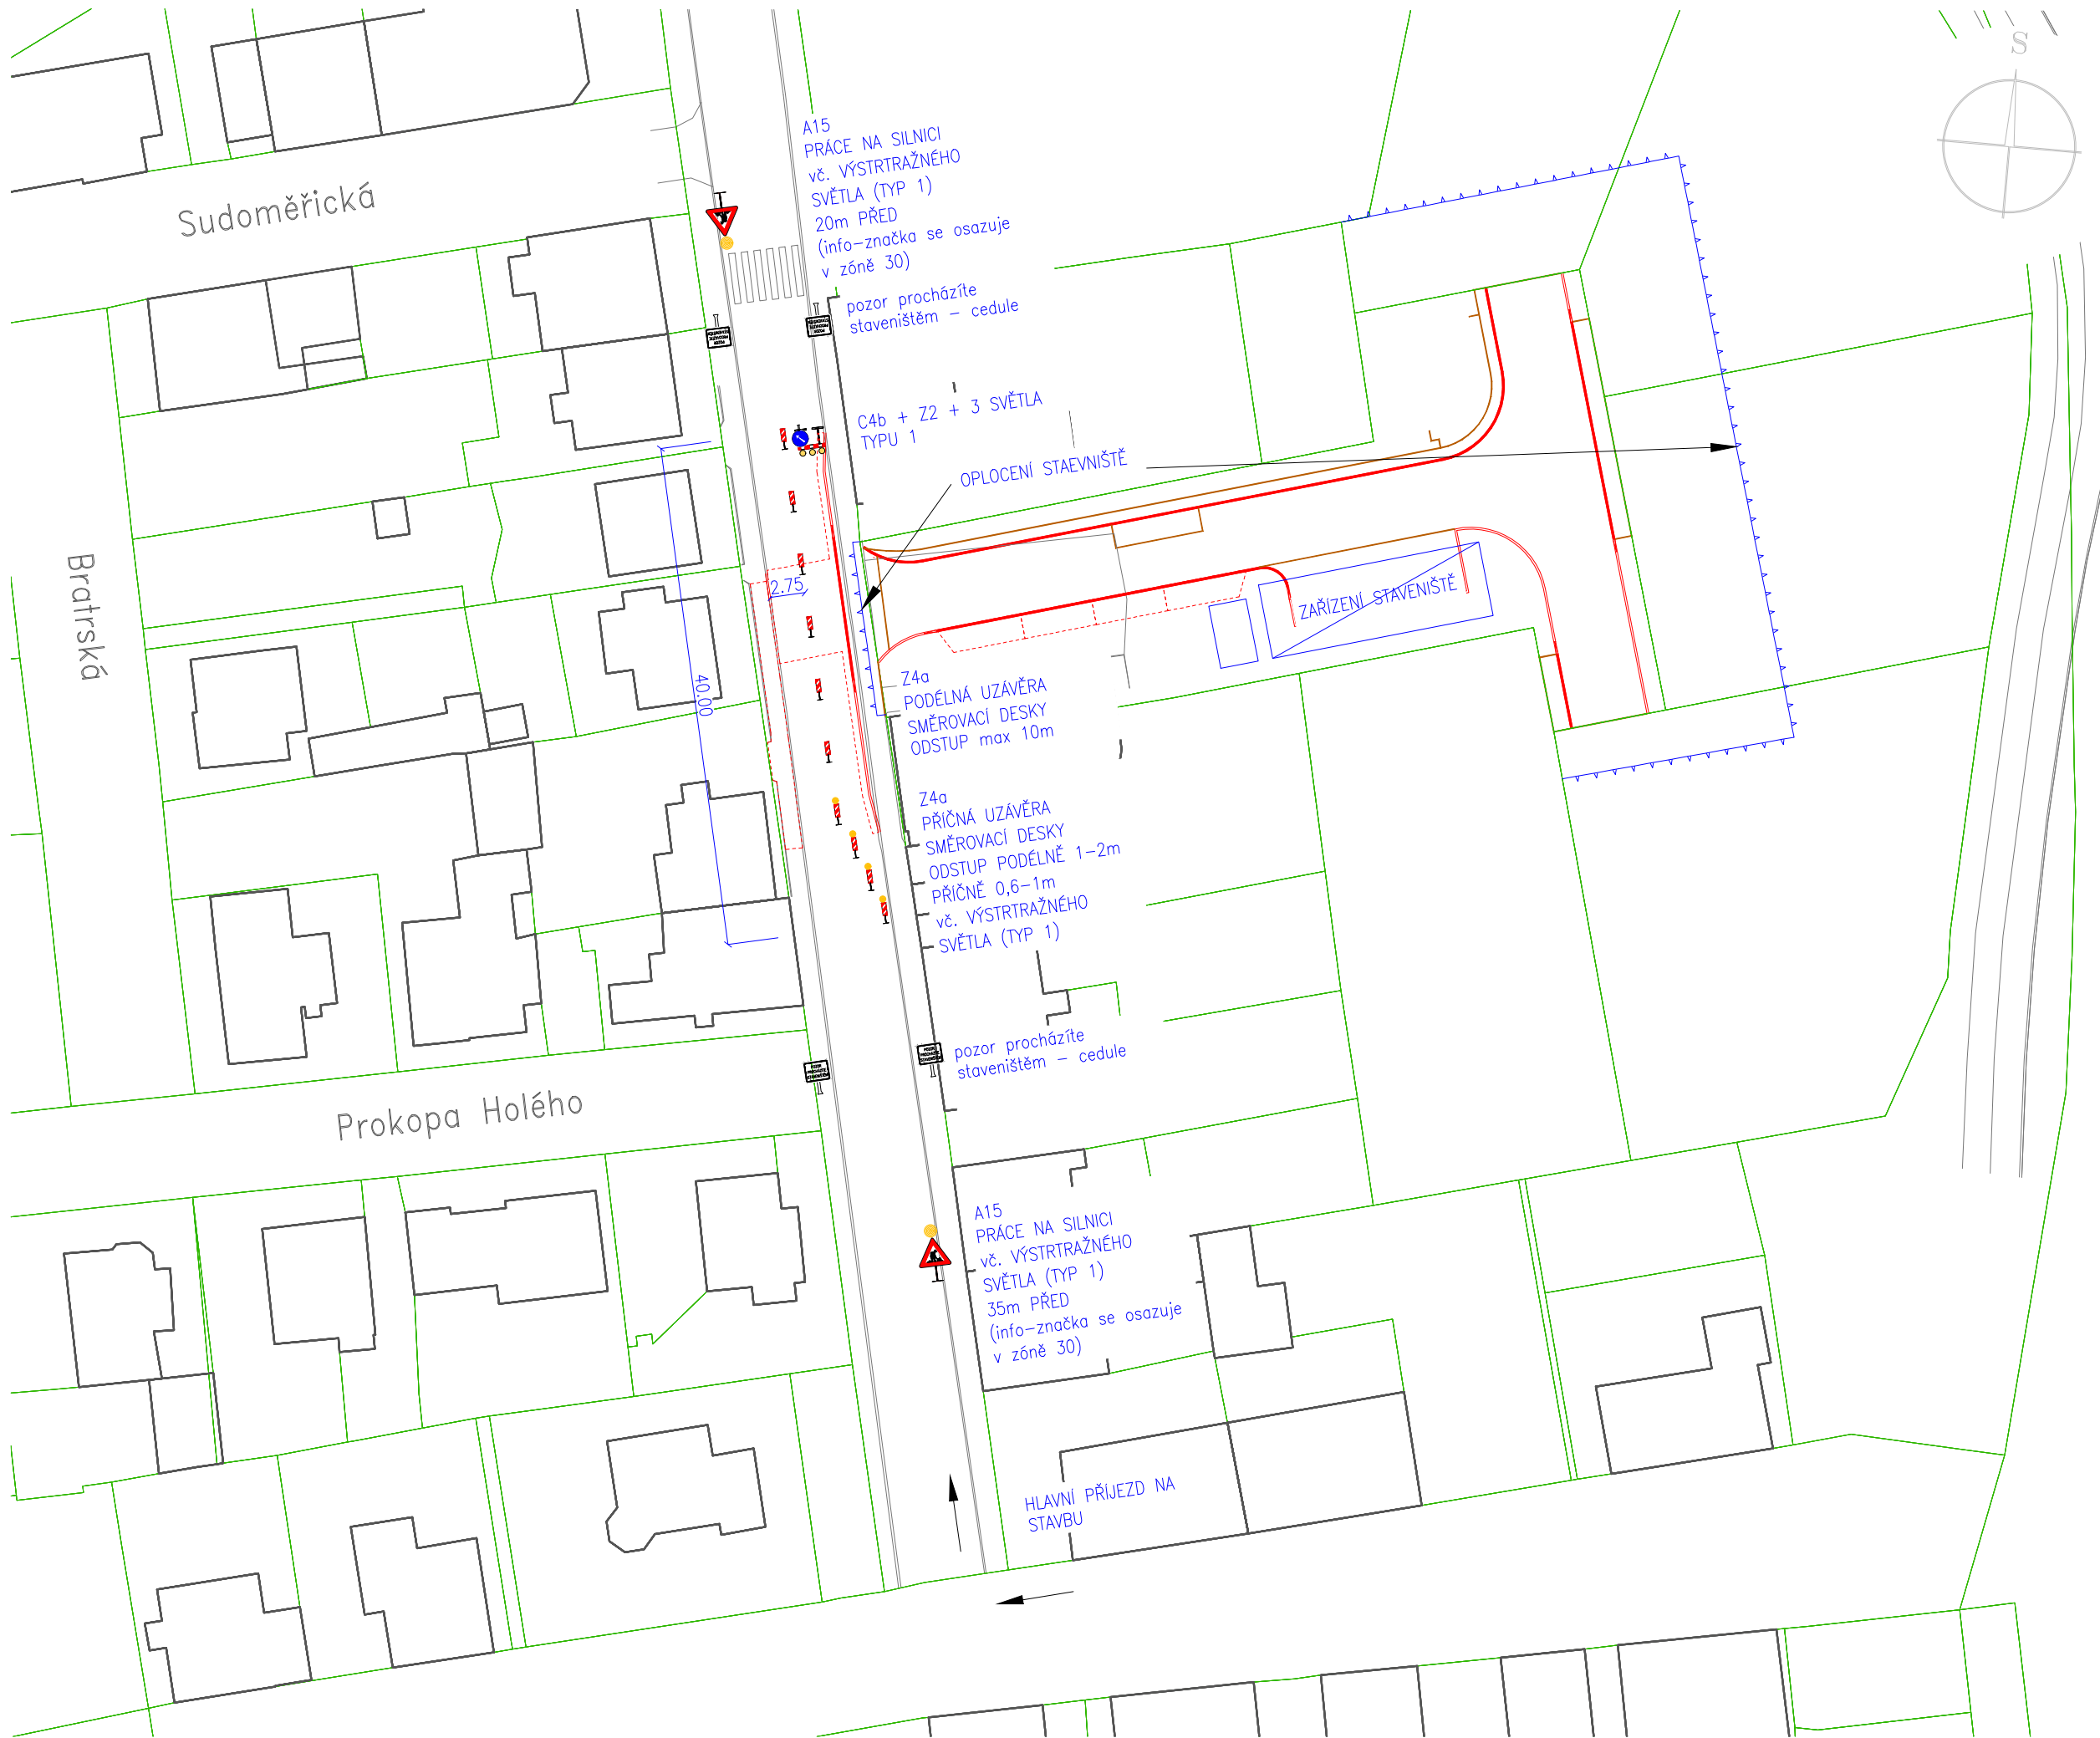 S
A15
PRÁCE NA SILNICI
vč. VÝSTRTRAŽNÉHO
SVĚTLA (TYP 1)
20m PŘED
(info-značka se osazuje
v zóně 30)
Sudoměřická
pozor procházíte
staveništěm - cedule
C4b + Z2 + 3 SVĚTLA
TYPU 1
OPLOCENÍ STAEVNIŠTĚ
Bratrská
2.75
ZAŘÍZENÍ STAVENIŠTĚ
40.00
Z4a
PODÉLNÁ UZÁVĚRA
SMĚROVACÍ DESKY
ODSTUP max 10m
Z4a
PŘÍČNÁ UZÁVĚRA
SMĚROVACÍ DESKY
ODSTUP PODÉLNĚ 1-2m
PŘÍČNĚ 0,6-1m
vč. VÝSTRTRAŽNÉHO
SVĚTLA (TYP 1)
pozor procházíte
staveništěm - cedule
Prokopa Holého
A15
PRÁCE NA SILNICI
vč. VÝSTRTRAŽNÉHO
SVĚTLA (TYP 1)
35m PŘED
(info-značka se osazuje
v zóně 30)
HLAVNÍ PŘÍJEZD NA
STAVBU